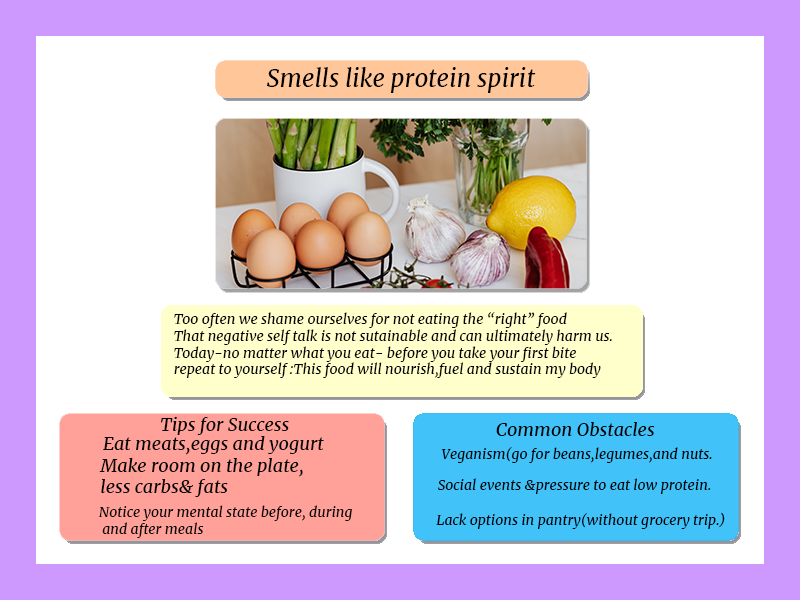 Smells like protein spirit
Too often we shame ourselves for not eating the “right” food
That negative self talk is not sutainable and can ultimately harm us.
Today-no matter what you eat- before you take your first bite
repeat to yourself :This food will nourish,fuel and sustain my body
Tips for Success
Eat meats,eggs and yogurt
Make room on the plate,
less carbs& fats
Notice your mental state before, during
and after meals
Common Obstacles
Veganism(go for beans,legumes,and nuts.
Social events &pressure to eat low protein.
Lack options in pantry(without grocery trip.)